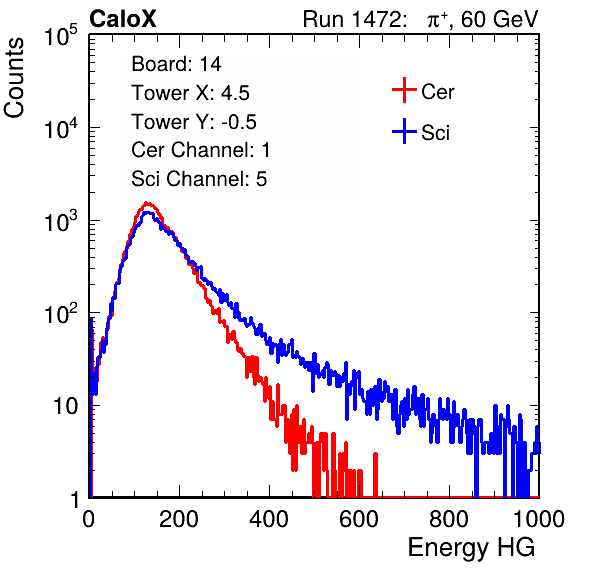 CaloX Run 1472: π⁺, 60 GeV
Counts
10⁵
10⁴
10³
10²
10
1
Board: 14
Tower X: 4.5
Tower Y: -0.5
Cer Channel: 1
Sci Channel: 5
Cer
Sci
0 200 400 600 800 1000
Energy HG